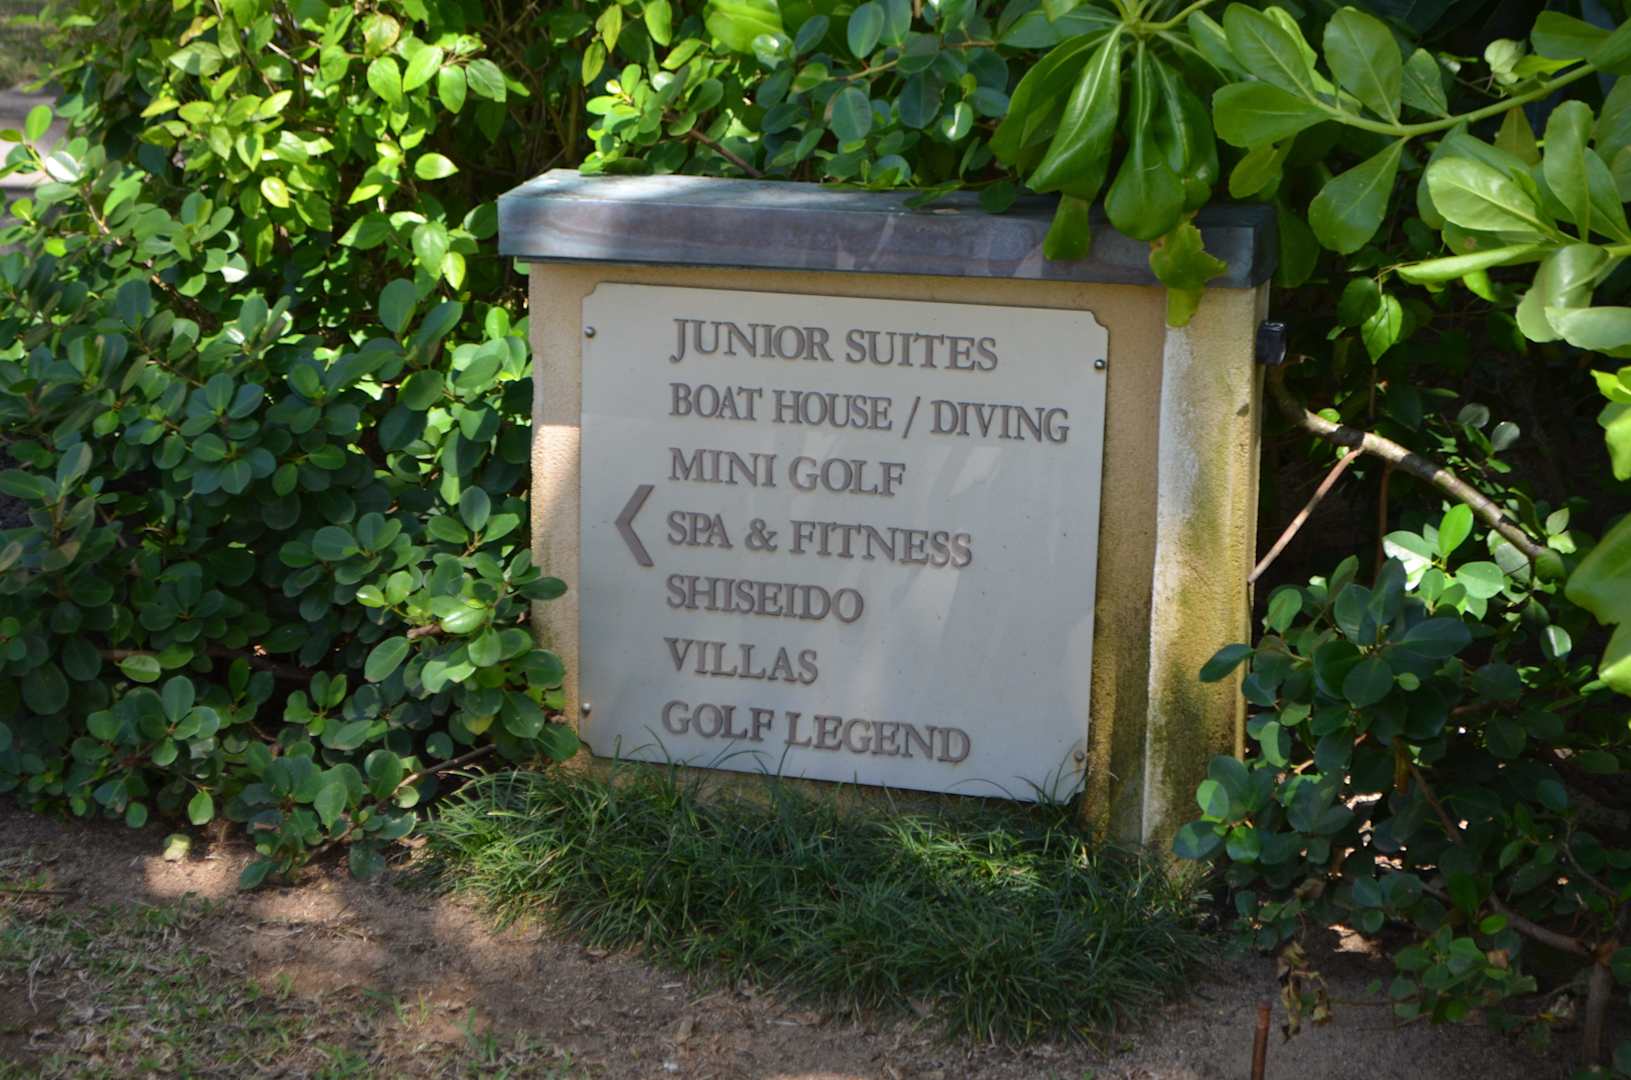 JUNIOR SUITES
BOAT HOUSE / DIVING
MINI GOLF
SPA & FITNESS
SHISEIDO
VILLAS
GOLF LEGEND